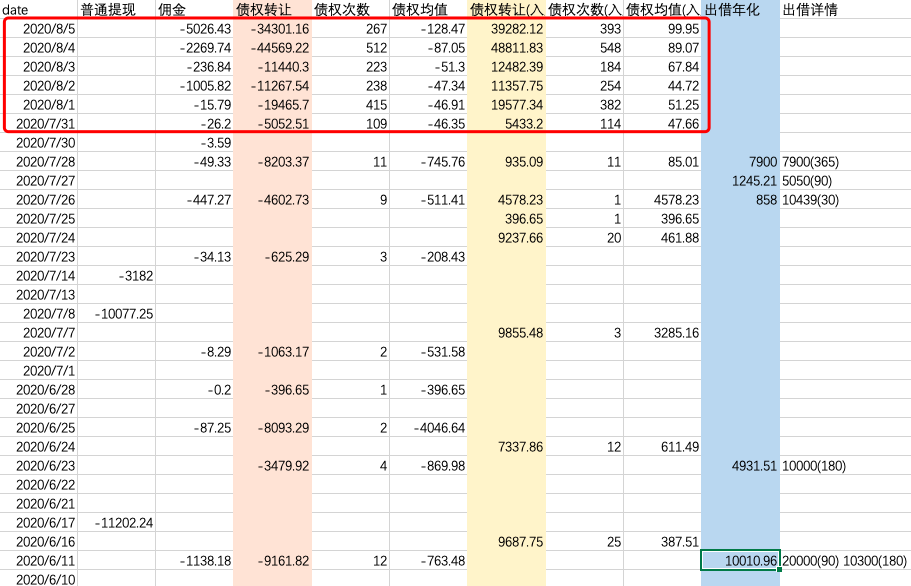 date 普通提现 佣金 债权转让 债权次数 债权均值 债权转让(入 债权次数(入 债权均值(入 出借年化 出借详情
2020/8/5 -5026.43 -34301.16 267 -128.47 39282.12 393 99.95
2020/8/4 -2269.74 -44569.22 512 -87.05 48811.83 548 89.07
2020/8/3 -236.84 -11440.3 223 -51.3 12482.39 184 67.84
2020/8/2 -1005.82 -11267.54 238 -47.34 11357.75 254 44.72
2020/8/1 -15.79 -19465.7 415 -46.91 19577.34 382 51.25
2020/7/31 -26.2 -5052.51 109 -46.35 5433.2 114 47.66
2020/7/30 -3.59
2020/7/28 -49.33 -8203.37 11 -745.76 935.09 11 85.01 7900 7900(365)
2020/7/27 1245.21 5050(90)
2020/7/26 -447.27 -4602.73 9 -511.41 4578.23 1 4578.23 858 10439(30)
2020/7/25 396.65 1 396.65
2020/7/24 9237.66 20 461.88
2020/7/23 -34.13 -625.29 3 -208.43
2020/7/14 -3182
2020/7/13
2020/7/8 -10077.25
2020/7/7 9855.48 3 3285.16
2020/7/2 -8.29 -1063.17 2 -531.58
2020/7/1
2020/6/28 -0.2 -396.65 1 -396.65
2020/6/27
2020/6/25 -87.25 -8093.29 2 -4046.64
2020/6/24 7337.86 12 611.49
2020/6/23 -3479.92 4 -869.98 4931.51 10000(180)
2020/6/22
2020/6/21
2020/6/17 -11202.24
2020/6/16 9687.75 25 387.51
2020/6/11 -1138.18 -9161.82 12 -763.48 10010.96 20000(90) 10300(180)
2020/6/10